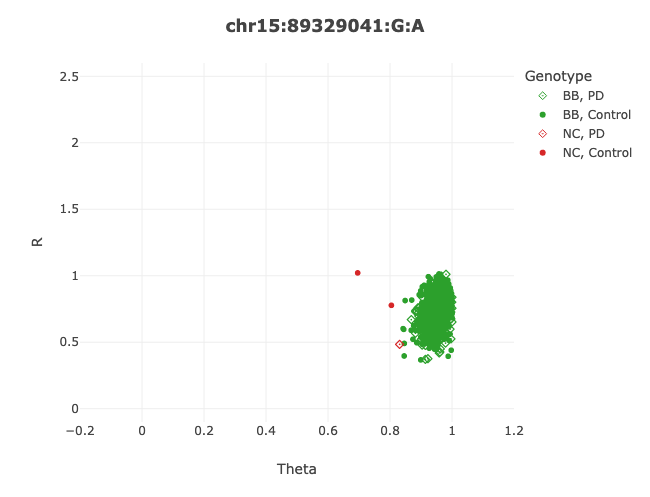 chr15:89329041:G:A
Genotype
BB, PD
BB, Control
NC, PD
NC, Control
2.5
2
1.5
1
0.5
0
R
−0.2
0
0.2
0.4
0.6
0.8
1
1.2
Theta